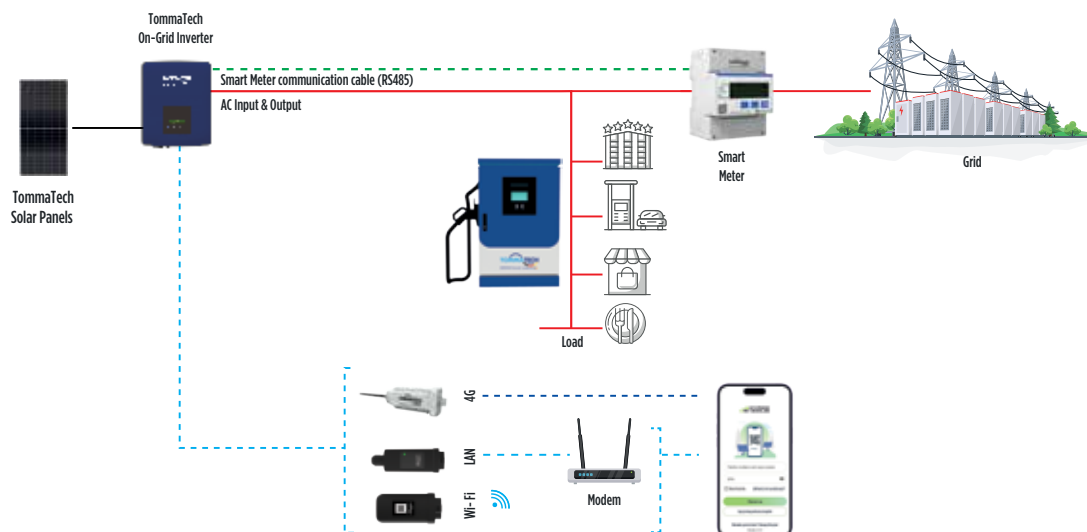 TommaTech
On-Grid Inverter
Smart Meter communication cable (RS485)
AC Input & Output
TommaTech
Solar Panels
Smart
Meter
Grid
TOMMATECH
Load
4G
LAN
Wi-Fi
Modem